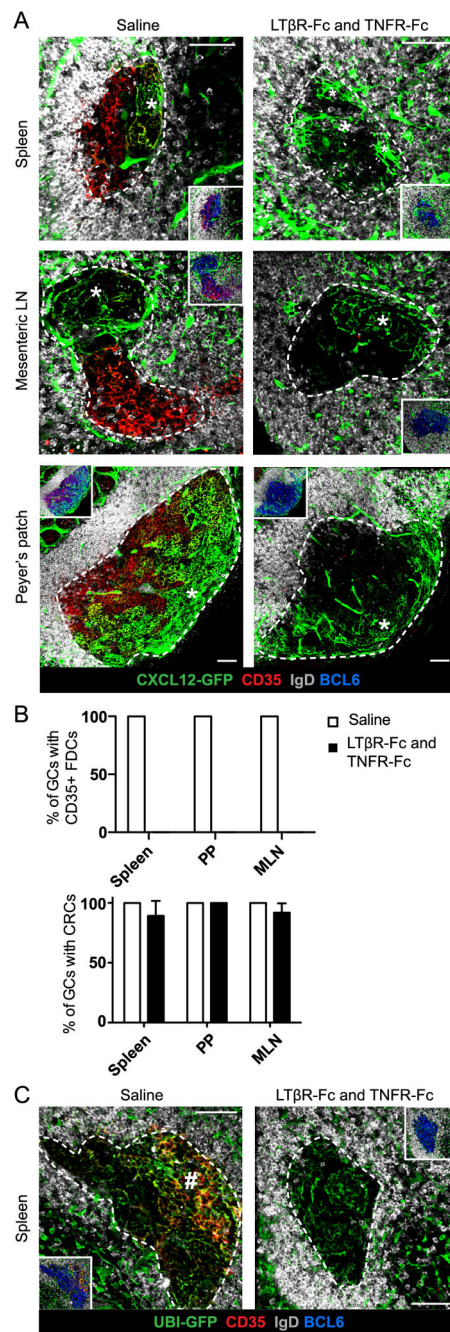 A
Saline
LTβR-Fc and TNFR-Fc
Spleen
*
*
*
*
Mesenteric LN
*
*
Peyer's patch
*
*
CXCL12-GFP CD35 IgD BCL6
B
% of GCs with
CD35+ FDCs
100
50
0
Spleen
PP
MLN
Saline
LTβR-Fc and
TNFR-Fc
% of GCs with CRCs
100
50
0
Spleen
PP
MLN
C
Saline
LTβR-Fc and TNFR-Fc
Spleen
#
UBI-GFP CD35 IgD BCL6